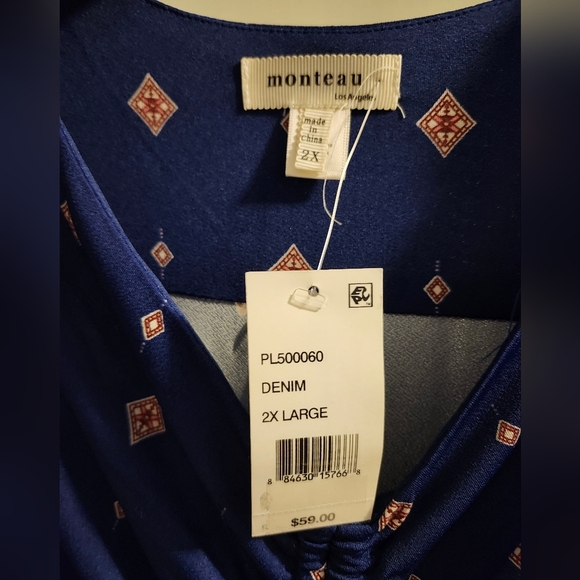 monteau
Los Angeles
made
in
China
2X
PL500060
DENIM
2X LARGE
8 84630 15766 8
$59.00